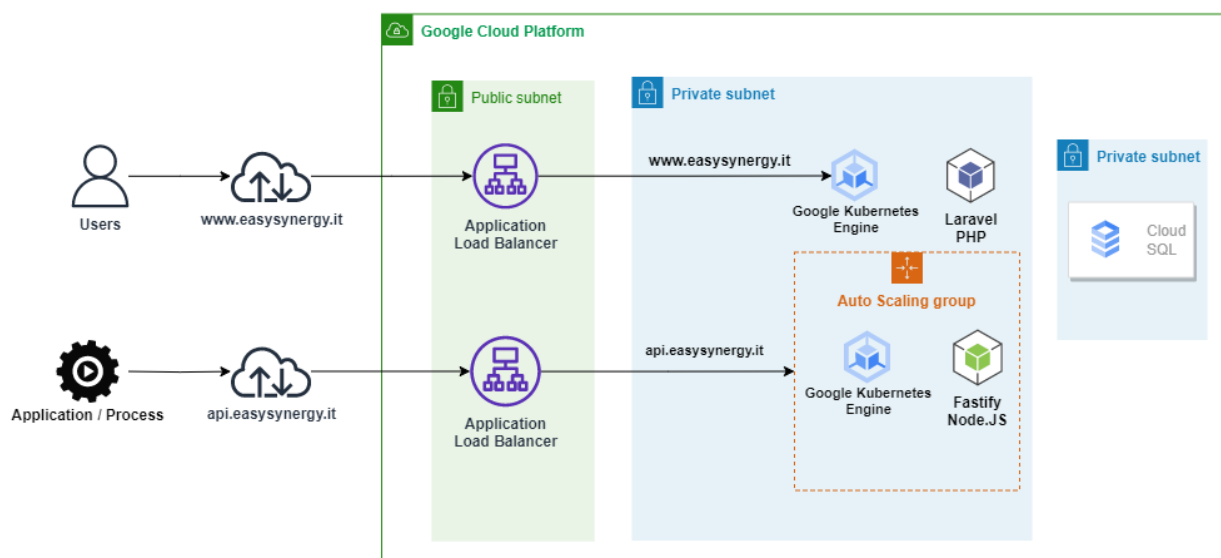 Google Cloud Platform
Public subnet
Private subnet
Private subnet
Users
www.easysynergy.it
Application
Load Balancer
www.easysynergy.it
Google Kubernetes
Engine
Laravel
PHP
Cloud
SQL
Auto Scaling group
Application / Process
api.easysynergy.it
Application
Load Balancer
api.easysynergy.it
Google Kubernetes
Engine
Fastify
Node.JS